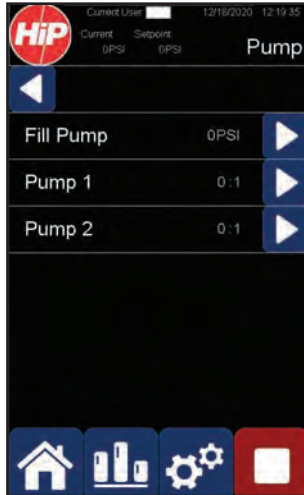 Current User 12/18/2020 12:19:35
HiP
Current Setpoint
0PSI 0PSI
Pump
Fill Pump 0PSI
Pump 1 0:1
Pump 2 0:1